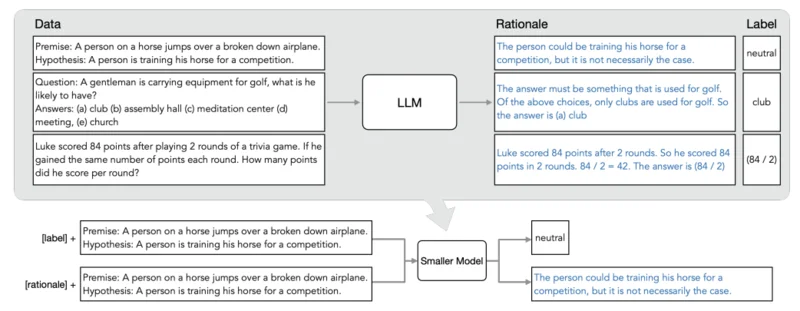 Data
Rationale
Label
Premise: A person on a horse jumps over a broken down airplane.
Hypothesis: A person is training his horse for a competition.
The person could be training his horse for a
competition, but it is not necessarily the case.
neutral
Question: A gentleman is carrying equipment for golf, what is he
likely to have?
Answers: (a) club (b) assembly hall (c) meditation center (d)
meeting, (e) church
LLM
The answer must be something that is used for golf.
Of the above choices, only clubs are used for golf. So
the answer is (a) club
club
Luke scored 84 points after playing 2 rounds of a trivia game. If he
gained the same number of points each round. How many points
did he score per round?
Luke scored 84 points after 2 rounds. So he scored 84
points in 2 rounds. 84 / 2 = 42. The answer is (84 / 2)
(84 / 2)
[label] +
Premise: A person on a horse jumps over a broken down airplane.
Hypothesis: A person is training his horse for a competition.
Smaller Model
neutral
[rationale] +
Premise: A person on a horse jumps over a broken down airplane.
Hypothesis: A person is training his horse for a competition.
The person could be training his horse for a
competition, but it is not necessarily the case.